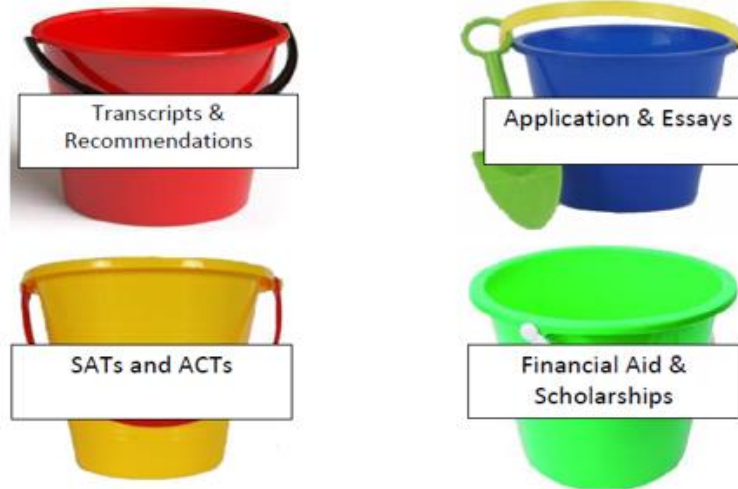 Transcripts &
Recommendations
Application & Essays
SATs and ACTs
Financial Aid &
Scholarships